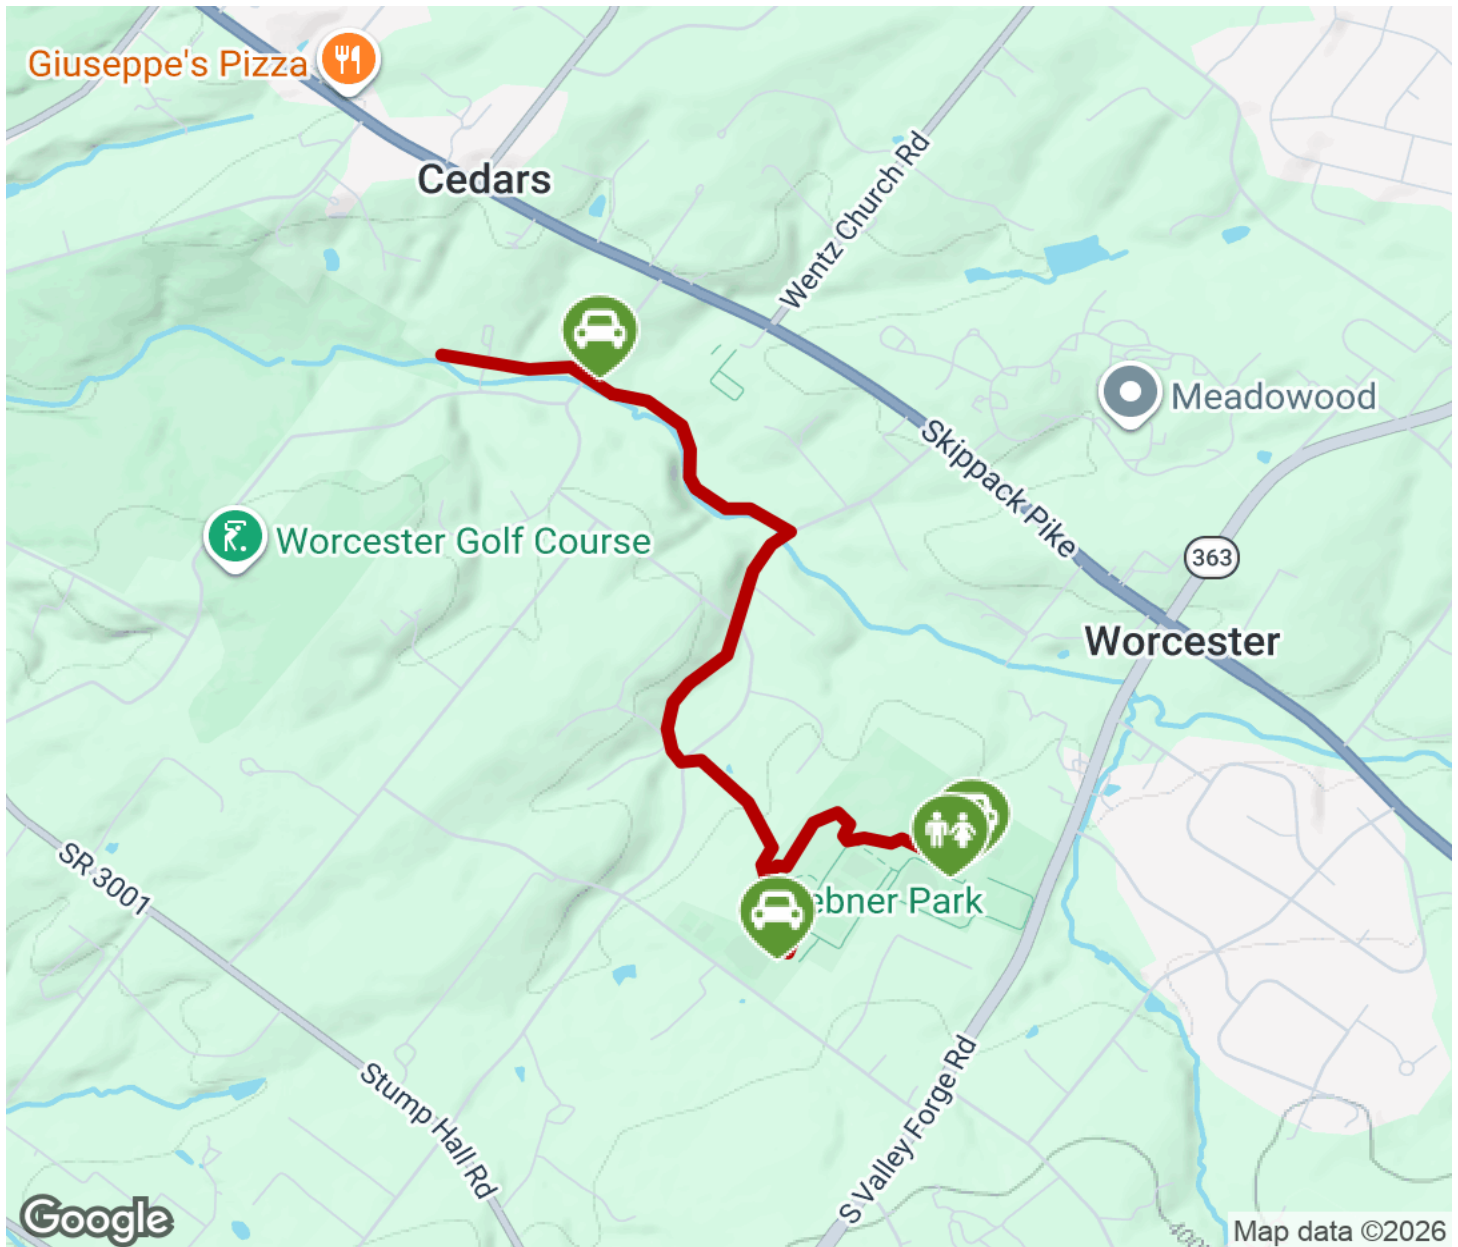 Giuseppe's Pizza
Cedars
Wentz Church Rd
Meadowood
Skippack Pike
Worcester Golf Course
363
Worcester
SR 3001
ebner Park
Stump Hall Rd
S Valley Forge Rd
400
Google
Map data ©2026